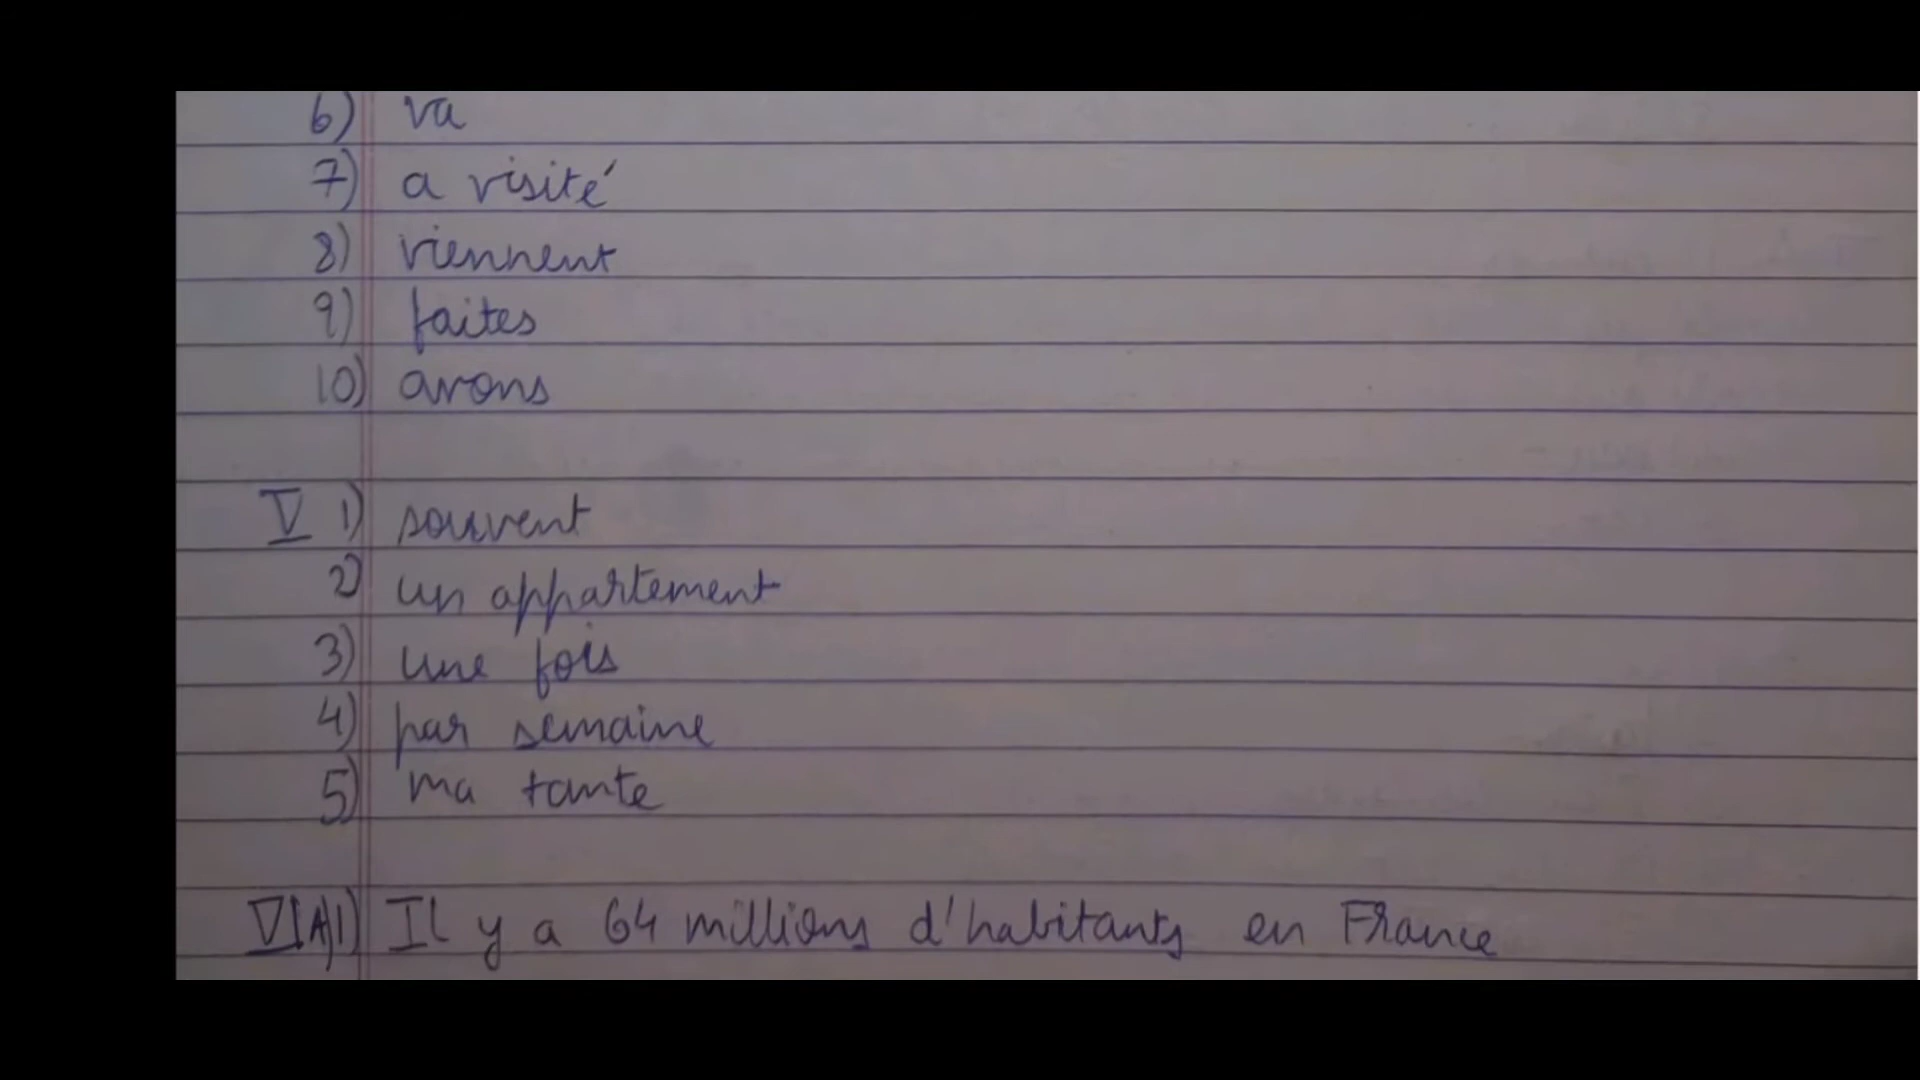 6) va
7) a visité
8) viennent
9) faites
10) avons
V 1) souvent
2) un appartement
3) une fois
4) par semaine
5) ma tante
VI A) 1) Il y a 64 millions d'habitants en France